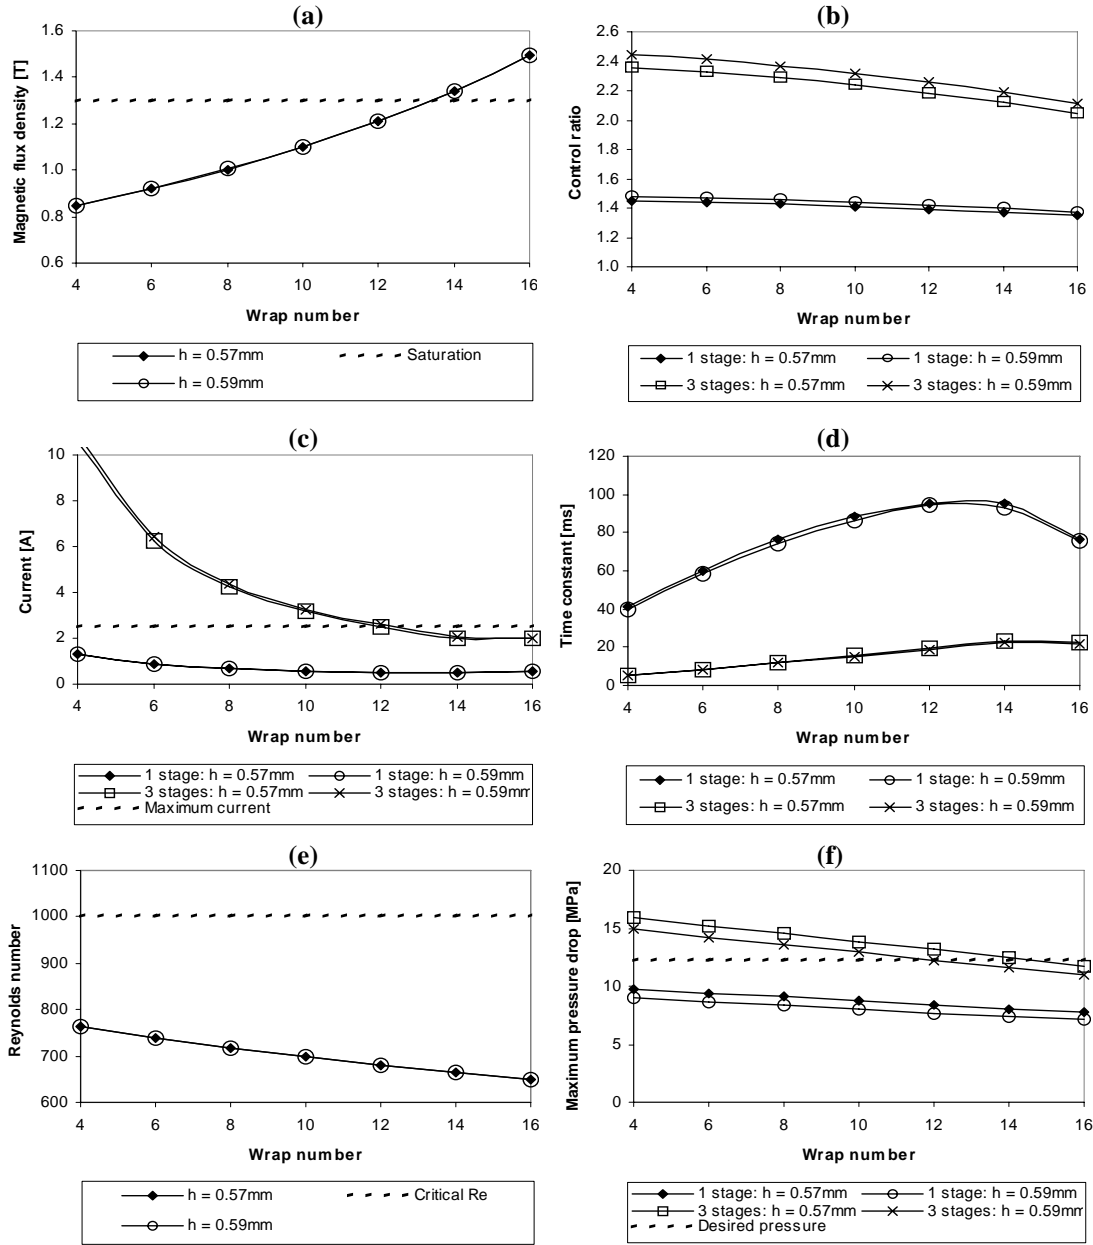 (a)
Magnetic flux density [T]
1.6
1.4
1.2
1.0
0.8
0.6
4 6 8 10 12 14 16
Wrap number
h = 0.57mm Saturation
h = 0.59mm
(b)
Control ratio
2.6
2.4
2.2
2.0
1.8
1.6
1.4
1.2
1.0
4 6 8 10 12 14 16
Wrap number
1 stage: h = 0.57mm 1 stage: h = 0.59mm
3 stages: h = 0.57mm 3 stages: h = 0.59mm
(c)
Current [A]
10
8
6
4
2
0
4 6 8 10 12 14 16
Wrap number
1 stage: h = 0.57mm 1 stage: h = 0.59mm
3 stages: h = 0.57mm 3 stages: h = 0.59mm
Maximum current
(d)
Time constant [ms]
120
100
80
60
40
20
0
4 6 8 10 12 14 16
Wrap number
1 stage: h = 0.57mm 1 stage: h = 0.59mm
3 stages: h = 0.57mm 3 stages: h = 0.59mm
(e)
Reynolds number
1100
1000
900
800
700
600
4 6 8 10 12 14 16
Wrap number
h = 0.57mm Critical Re
h = 0.59mm
(f)
Maximum pressure drop [MPa]
20
15
10
5
0
4 6 8 10 12 14 16
Wrap number
1 stage: h = 0.57mm 1 stage: h = 0.59mm
3 stages: h = 0.57mm 3 stages: h = 0.59mm
Desired pressure